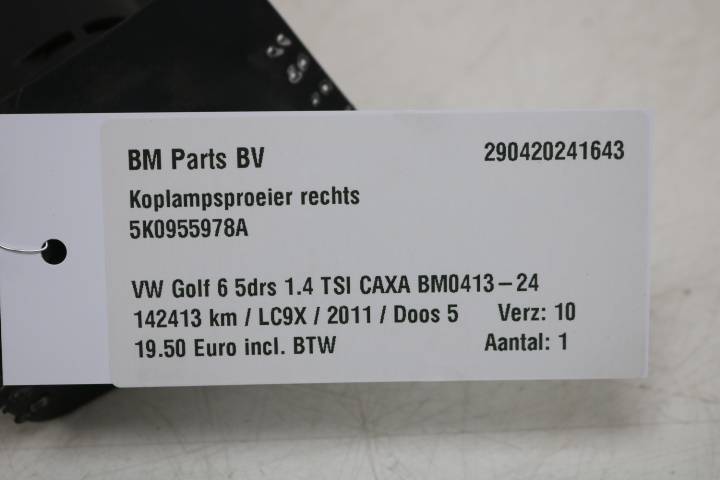 BM Parts BV 290420241643
Koplampsproeier rechts
5K0955978A
VW Golf 6 5drs 1.4 TSI CAXA BM0413-24
142413 km / LC9X / 2011 / Doos 5 Verz: 10
19.50 Euro incl. BTW Aantal: 1